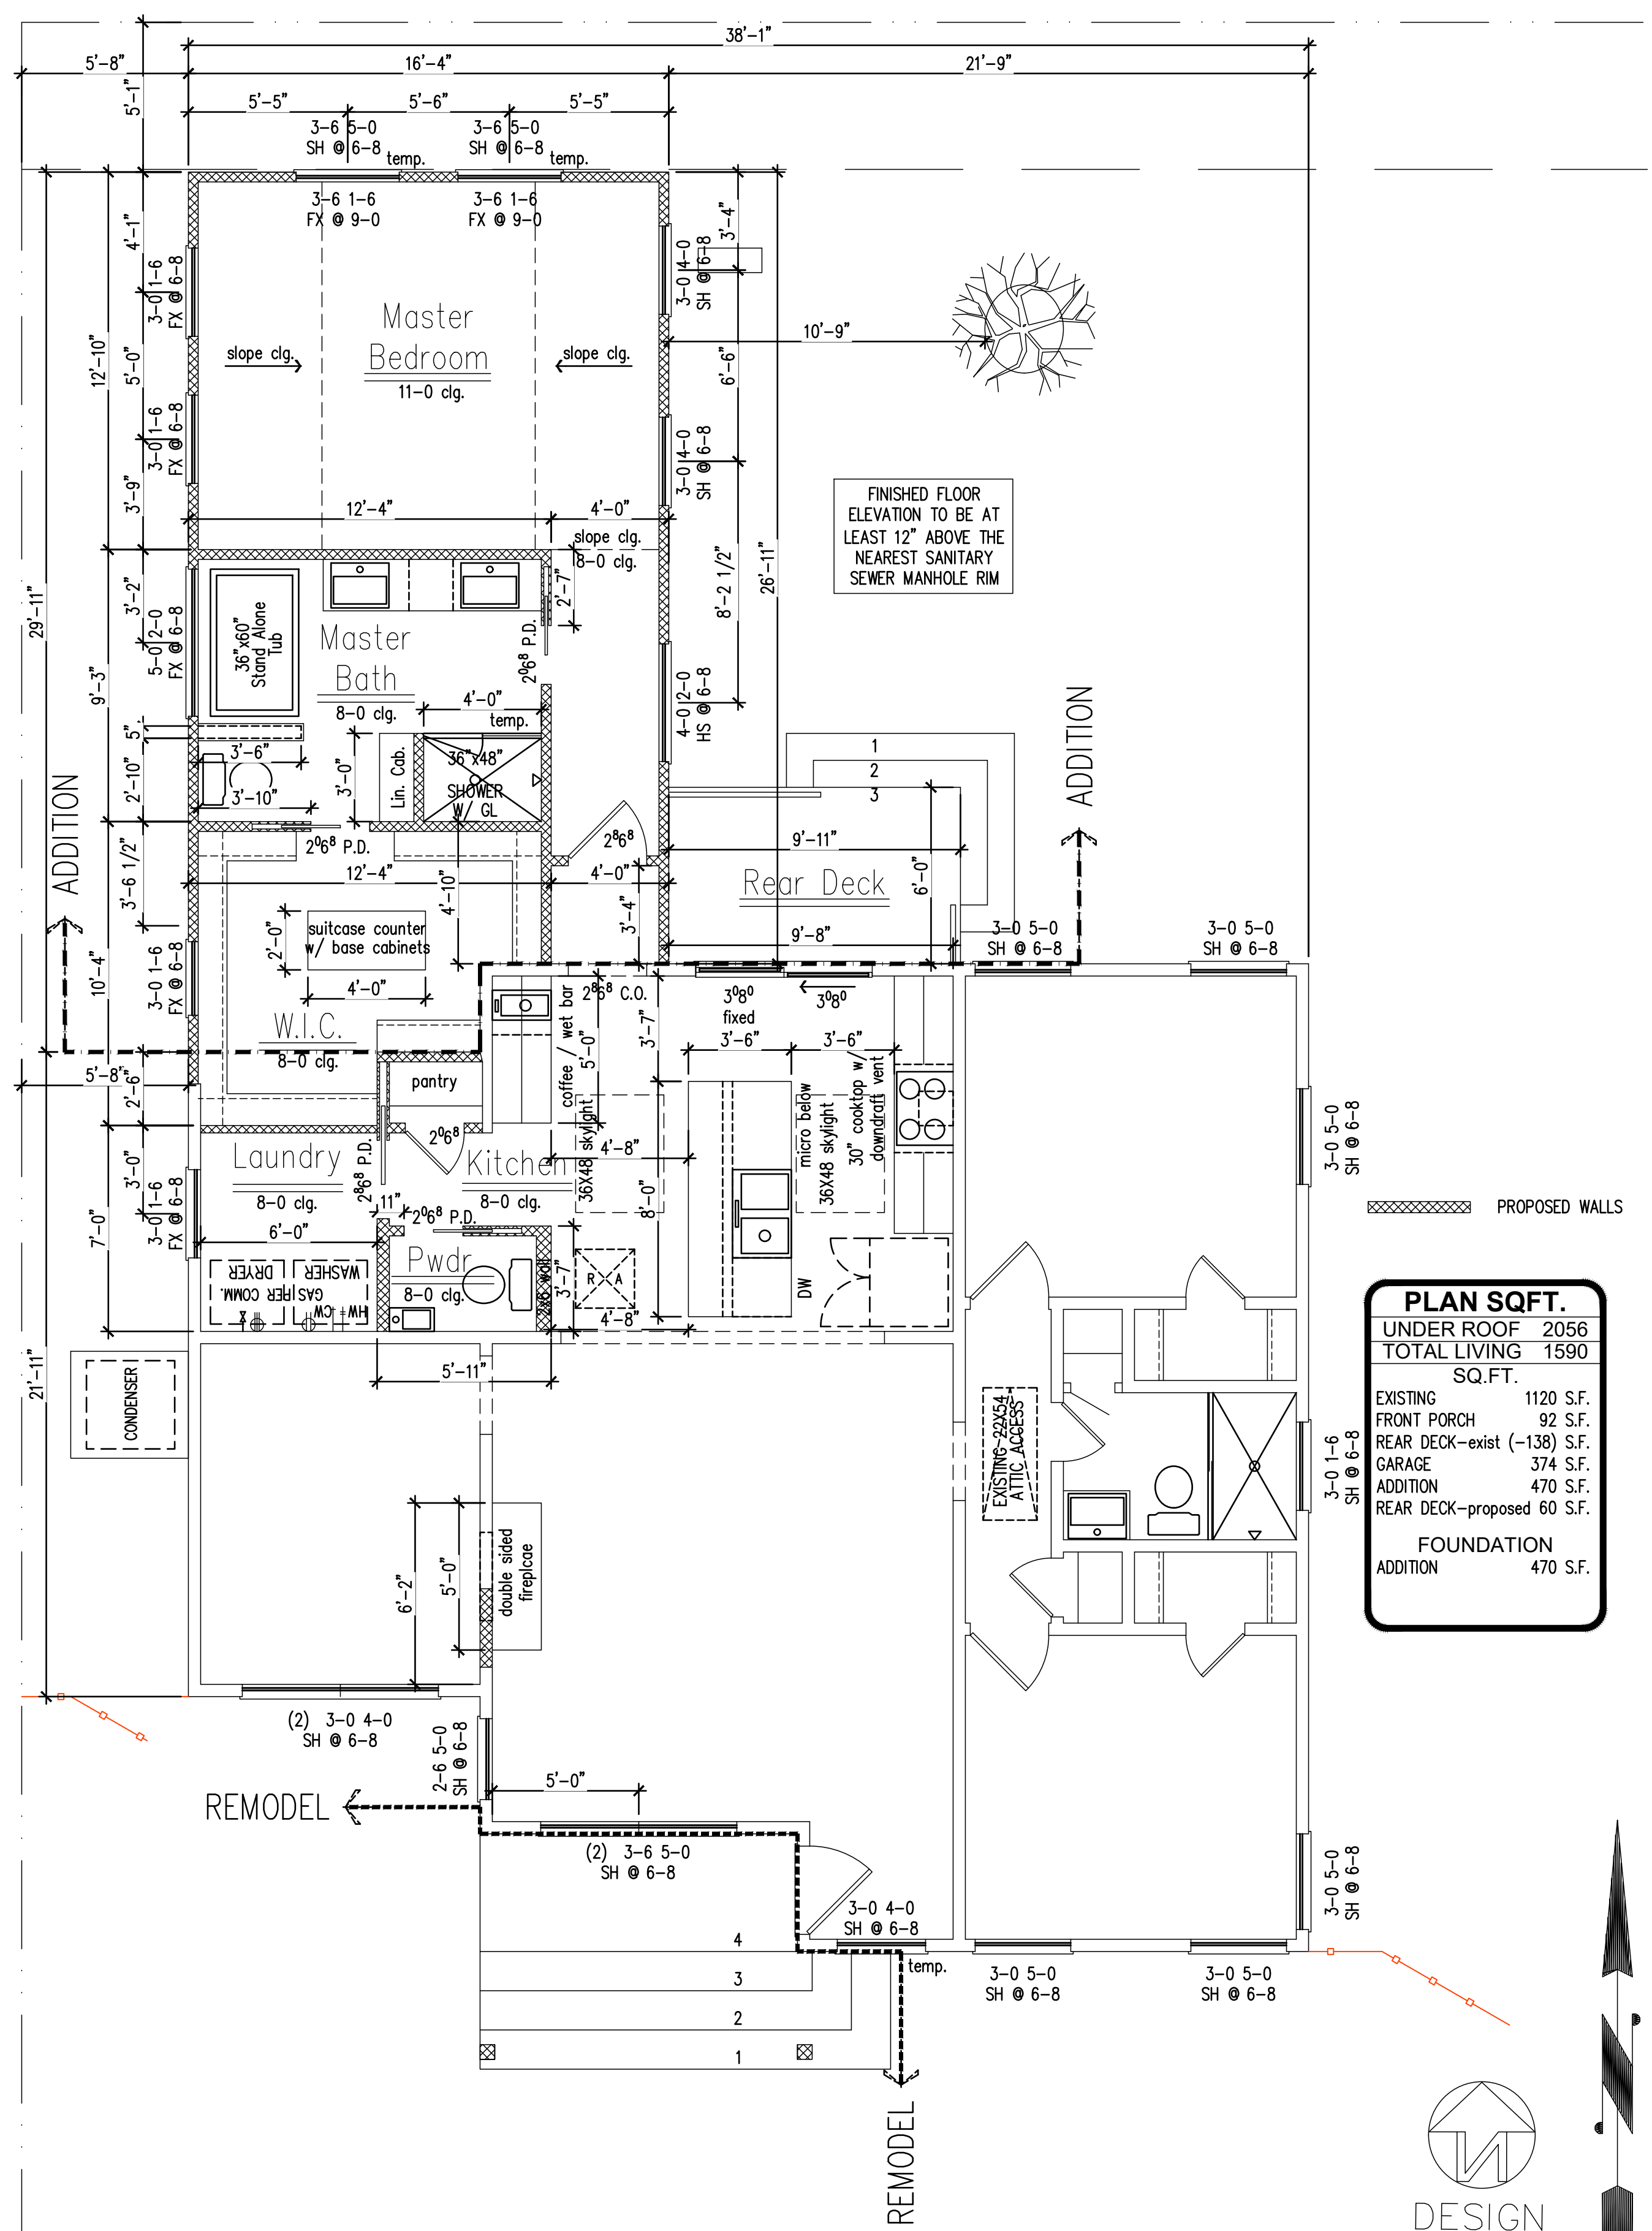 38'-1"
5'-8"
16'-4"
21'-9"
5'-1"
5'-5"
5'-6"
5'-5"
3-6 5-0
SH @ 6-8
temp.
3-6 5-0
SH @ 6-8
temp.
3-6 1-6
FX @ 9-0
3-6 1-6
FX @ 9-0
4'-1"
3'-4"
3-0 1-6
FX @ 6-8
3-0 4-0
SH @ 6-8
Master
Bedroom
11-0 clg.
slope clg.
slope clg.
10'-9"
12'-10"
5'-0"
6'-6"
3-0 1-6
FX @ 6-8
3-0 4-0
SH @ 6-8
3'-9"
12'-4"
4'-0"
slope clg.
8-0 clg.
FINISHED FLOOR
ELEVATION TO BE AT
LEAST 12" ABOVE THE
NEAREST SANITARY
SEWER MANHOLE RIM
29'-11"
3'-2"
2'-7"
8'-2 1/2"
26'-11"
36"x60"
Stand Alone
Tub
Master
Bath
8-0 clg.
2⁰6⁸ P.D.
5-0 2-0
FX @ 6-8
4-0 2-0
HS @ 6-8
9'-3"
4'-0"
temp.
5"
3'-6"
2'-10"
3'-10"
3'-0"
Lin. Cab.
36"x48"
SHOWER
W/ GL
1
2
3
ADDITION
ADDITION
2⁰6⁸ P.D.
2⁸6⁸
9'-11"
3'-6 1/2"
12'-4"
4'-0"
4'-10"
Rear Deck
6'-0"
3'-4"
2'-0"
suitcase counter
w/ base cabinets
4'-0"
9'-8"
3-0 5-0
SH @ 6-8
3-0 5-0
SH @ 6-8
10'-4"
3-0 1-6
FX @ 6-8
W.I.C.
8-0 clg.
2⁸6⁸ C.O.
3⁰8⁰
fixed
3⁰8⁰
3'-6"
3'-6"
coffee / wet bar
5'-0"
3'-7"
5'-8"
2'-6"
pantry
36X48 skylight
micro below
36X48 skylight
30" cooktop w/
downdraft vent
3-0 5-0
SH @ 6-8
2⁰6⁸
4'-8"
Laundry
8-0 clg.
2⁸6⁸ P.D.
Kitchen
8-0 clg.
3'-0"
3-0 1-6
FX @ 6-8
7'-0"
11"
2⁰6⁸ P.D.
8'-0"
6'-0"
PROPOSED WALLS
DRYER
WASHER
GAS PER COMM.
HW
CW
Pwdr
8-0 clg.
2x6 wall
3'-7"
R A
DW
4'-8"
5'-11"
21'-11"
CONDENSER
EXISTING 22X54
ATTIC ACCESS
3-0 1-6
SH @ 6-8
PLAN SQFT.
UNDER ROOF 2056
TOTAL LIVING 1590
SQ.FT.
EXISTING 1120 S.F.
FRONT PORCH 92 S.F.
REAR DECK-exist (-138) S.F.
GARAGE 374 S.F.
ADDITION 470 S.F.
REAR DECK-proposed 60 S.F.
FOUNDATION
ADDITION 470 S.F.
6'-2"
5'-0"
double sided
fireplcae
(2) 3-0 4-0
SH @ 6-8
2-6 5-0
SH @ 6-8
5'-0"
REMODEL
(2) 3-6 5-0
SH @ 6-8
3-0 5-0
SH @ 6-8
3-0 4-0
SH @ 6-8
temp.
4
3
2
1
3-0 5-0
SH @ 6-8
3-0 5-0
SH @ 6-8
REMODEL
DESIGN